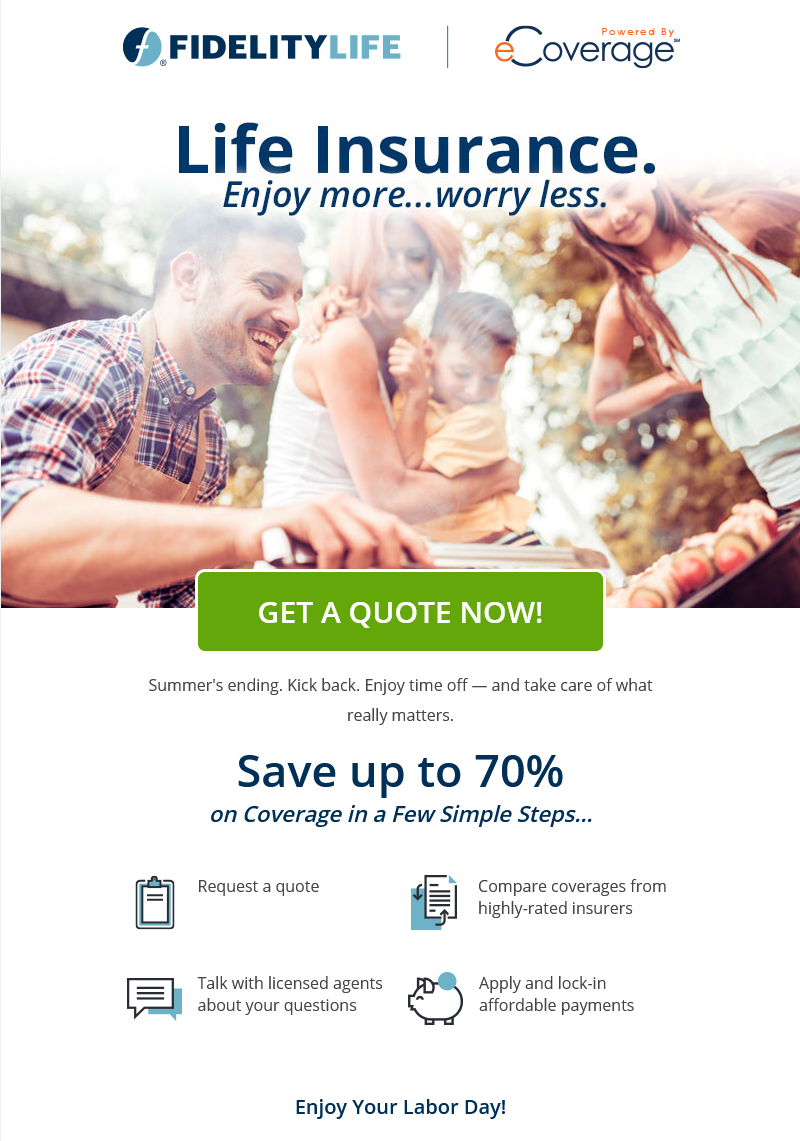 FIDELITYLIFE
®
Powered By
eCoverage℠
Life Insurance.
Enjoy more...worry less.
GET A QUOTE NOW!
Summer's ending. Kick back. Enjoy time off — and take care of what
really matters.
Save up to 70%
on Coverage in a Few Simple Steps...
Request a quote
Compare coverages from
highly-rated insurers
Talk with licensed agents
about your questions
Apply and lock-in
affordable payments
Enjoy Your Labor Day!